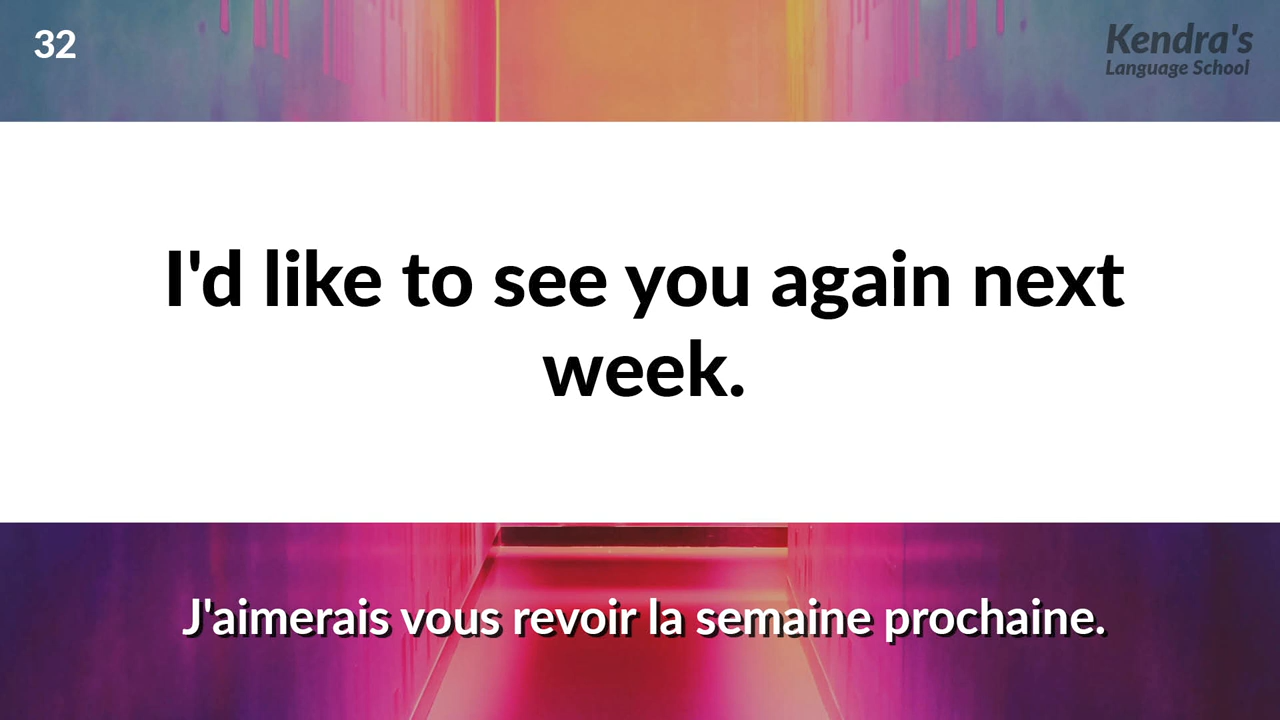 32
Kendra's
Language School
I'd like to see you again next
week.
J'aimerais vous revoir la semaine prochaine.